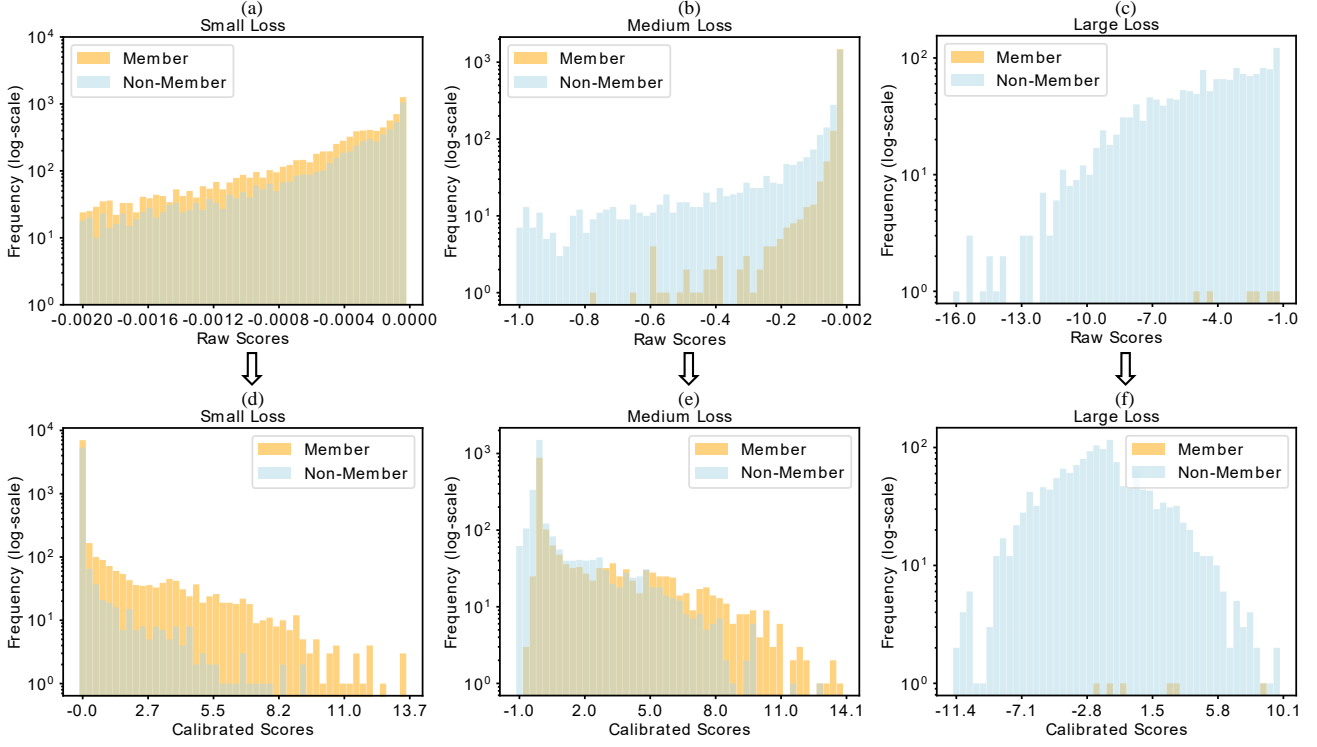 (a)
Small Loss
10^4
10^3
10^2
10^1
10^0
Frequency (log-scale)
Member
Non-Member
-0.0020 -0.0016 -0.0012 -0.0008 -0.0004 0.0000
Raw Scores
(b)
Medium Loss
10^3
10^2
10^1
10^0
Frequency (log-scale)
Member
Non-Member
-1.0 -0.8 -0.6 -0.4 -0.2 -0.002
Raw Scores
(c)
Large Loss
10^2
10^1
10^0
Frequency (log-scale)
Member
Non-Member
-16.0 -13.0 -10.0 -7.0 -4.0 -1.0
Raw Scores
(d)
Small Loss
10^4
10^3
10^2
10^1
10^0
Frequency (log-scale)
Member
Non-Member
-0.0 2.7 5.5 8.2 11.0 13.7
Calibrated Scores
(e)
Medium Loss
10^3
10^2
10^1
10^0
Frequency (log-scale)
Member
Non-Member
-1.0 2.0 5.0 8.0 11.0 14.1
Calibrated Scores
(f)
Large Loss
10^2
10^1
10^0
Frequency (log-scale)
Member
Non-Member
-11.4 -7.1 -2.8 1.5 5.8 10.1
Calibrated Scores